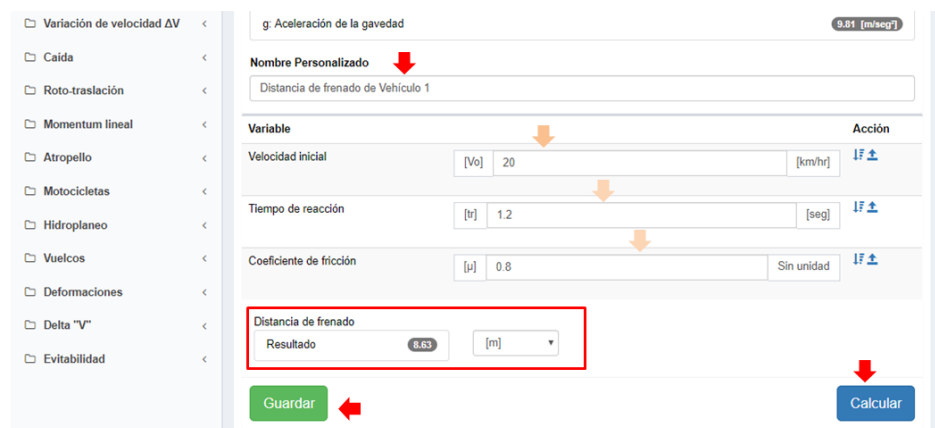 Variación de velocidad ΔV
Caída
Roto-traslación
Momentum lineal
Atropello
Motocicletas
Hidroplaneo
Vuelcos
Deformaciones
Delta "V"
Evitabilidad
g: Aceleración de la gavedad 9.81 [m/seg²]
Nombre Personalizado
Distancia de frenado de Vehículo 1
Variable Acción
Velocidad inicial [Vo] 20 [km/hr]
Tiempo de reacción [tr] 1.2 [seg]
Coeficiente de fricción [μ] 0.8 Sin unidad
Distancia de frenado
Resultado 8.63 [m]
Guardar Calcular